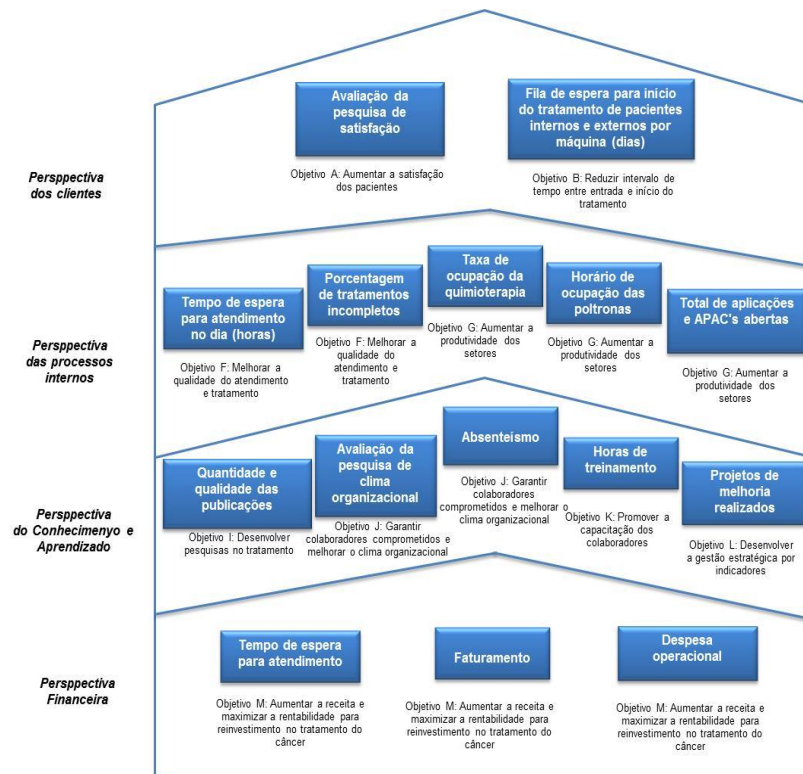 Avaliação da
pesquisa de
satisfação
Objetivo A: Aumentar a satisfação
dos pacientes
Fila de espera para início
do tratamento de pacientes
internos e externos por
máquina (dias)
Objetivo B: Reduzir intervalo de
tempo entre entrada e início do
tratamento
Persppectiva
dos clientes
Tempo de espera
para atendimento
no dia (horas)
Objetivo F: Melhorar a
qualidade do atendimento
e tratamento
Porcentagem
de tratamentos
incompletos
Objetivo F: Melhorar a
qualidade do
atendimento e
tratamento
Taxa de
ocupação da
quimioterapia
Objetivo G: Aumentar a
produtividade dos
setores
Horário de
ocupação das
poltronas
Objetivo G: Aumentar a
produtividade dos
setores
Total de aplicações
e APAC's abertas
Objetivo G: Aumentar a
produtividade dos
setores
Persppectiva
das processos
internos
Quantidade e
qualidade das
publicações
Objetivo I: Desenvolver
pesquisas no tratamento
Avaliação da
pesquisa de
clima
organizacional
Objetivo J: Garantir
colaboradores comprometidos e
melhorar o clima organizacional
Absenteísmo
Objetivo J: Garantir
colaboradores
comprometidos e melhorar o
clima organizacional
Horas de
treinamento
Objetivo K: Promover a
capacitação dos
colaboradores
Projetos de
melhoria
realizados
Objetivo L: Desenvolver
a gestão estratégica por
indicadores
Persppectiva
do Conhecimenyo e
Aprendizado
Tempo de espera
para atendimento
Objetivo M: Aumentar a receita e
maximizar a rentabilidade para
reinvestimento no tratamento do
câncer
Faturamento
Objetivo M: Aumentar a receita e
maximizar a rentabilidade para
reinvestimento no tratamento do
câncer
Despesa
operacional
Objetivo M: Aumentar a receita e
maximizar a rentabilidade para
reinvestimento no tratamento do
câncer
Persppectiva
Financeira